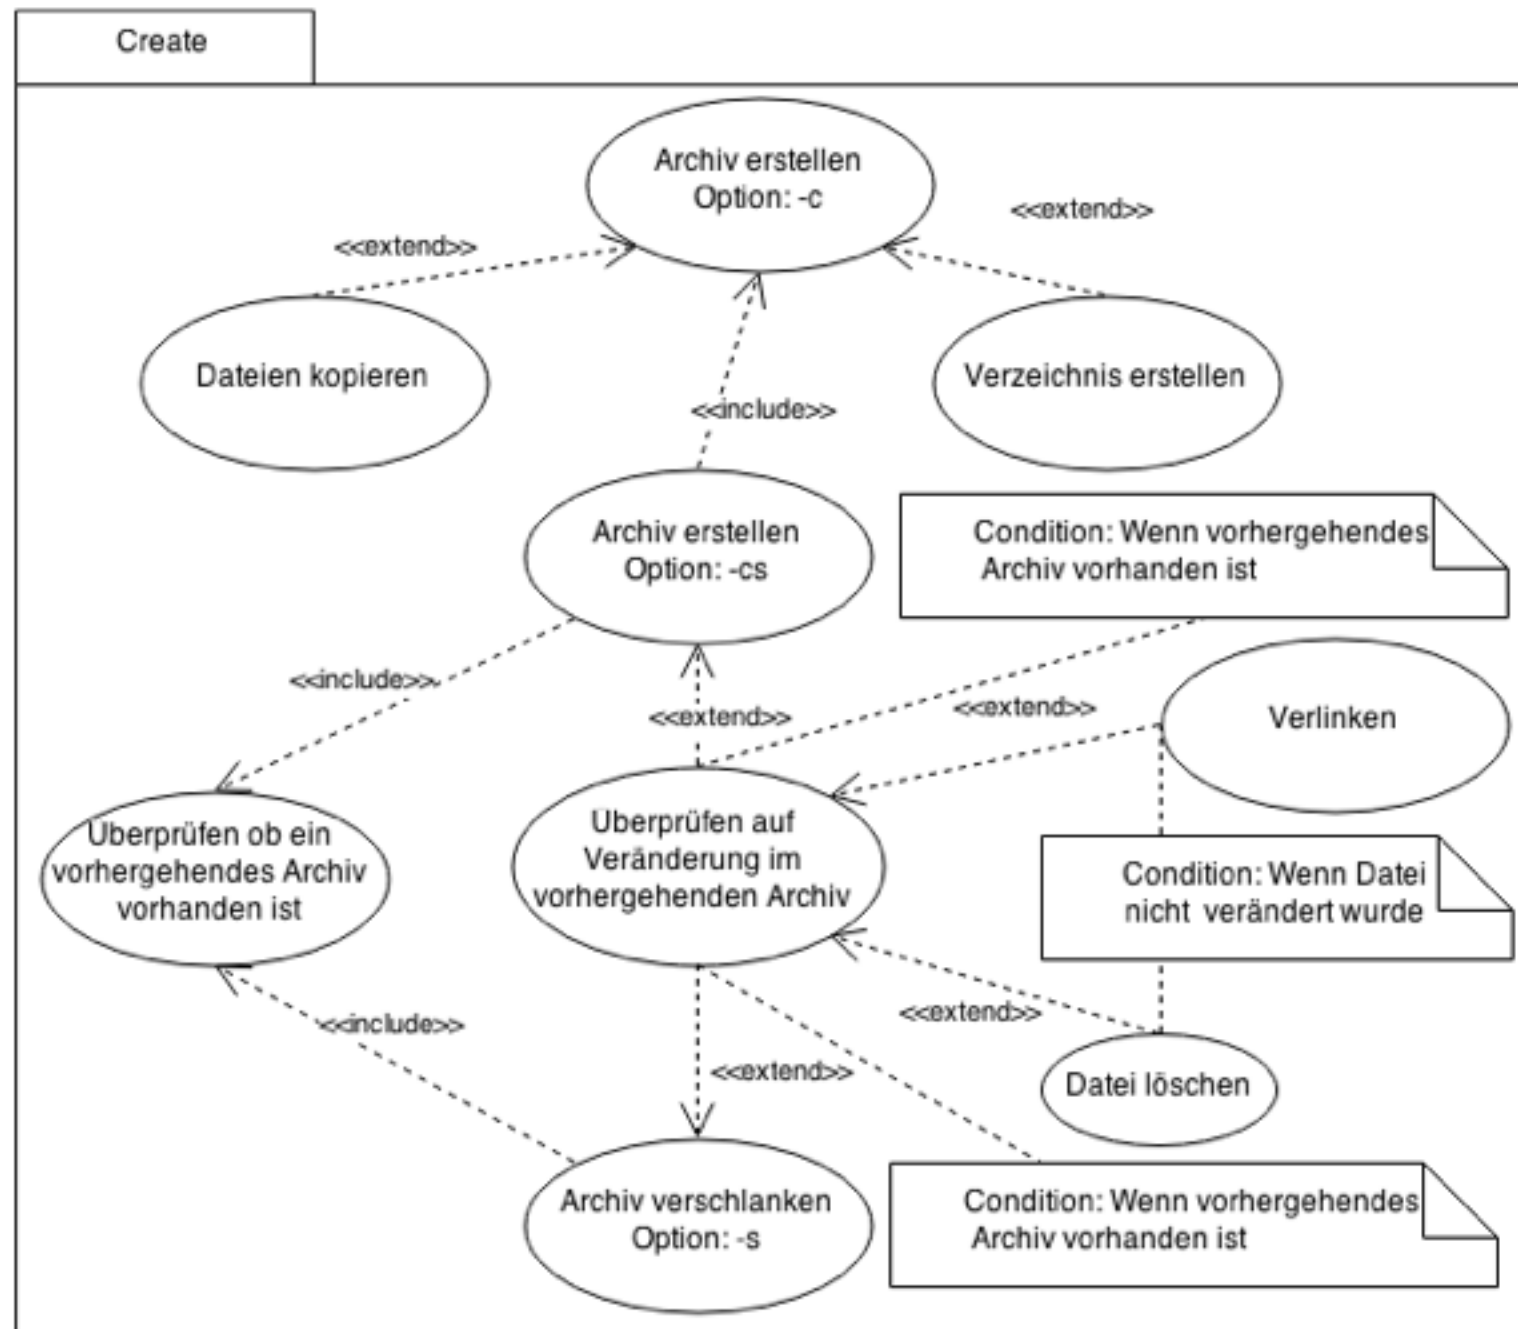 Create
Archiv erstellen
Option: -c
<<extend>>
<<extend>>
Dateien kopieren
Verzeichnis erstellen
<<include>>
Archiv erstellen
Option: -cs
Condition: Wenn vorhergehendes
Archiv vorhanden ist
<<include>>
<<extend>>
<<extend>>
Verlinken
Überprüfen ob ein
vorhergehendes Archiv
vorhanden ist
Überprüfen auf
Veränderung im
vorhergehenden Archiv
Condition: Wenn Datei
nicht verändert wurde
<<include>>
<<extend>>
<<extend>>
Datei löschen
Archiv verschlanken
Option: -s
Condition: Wenn vorhergehendes
Archiv vorhanden ist